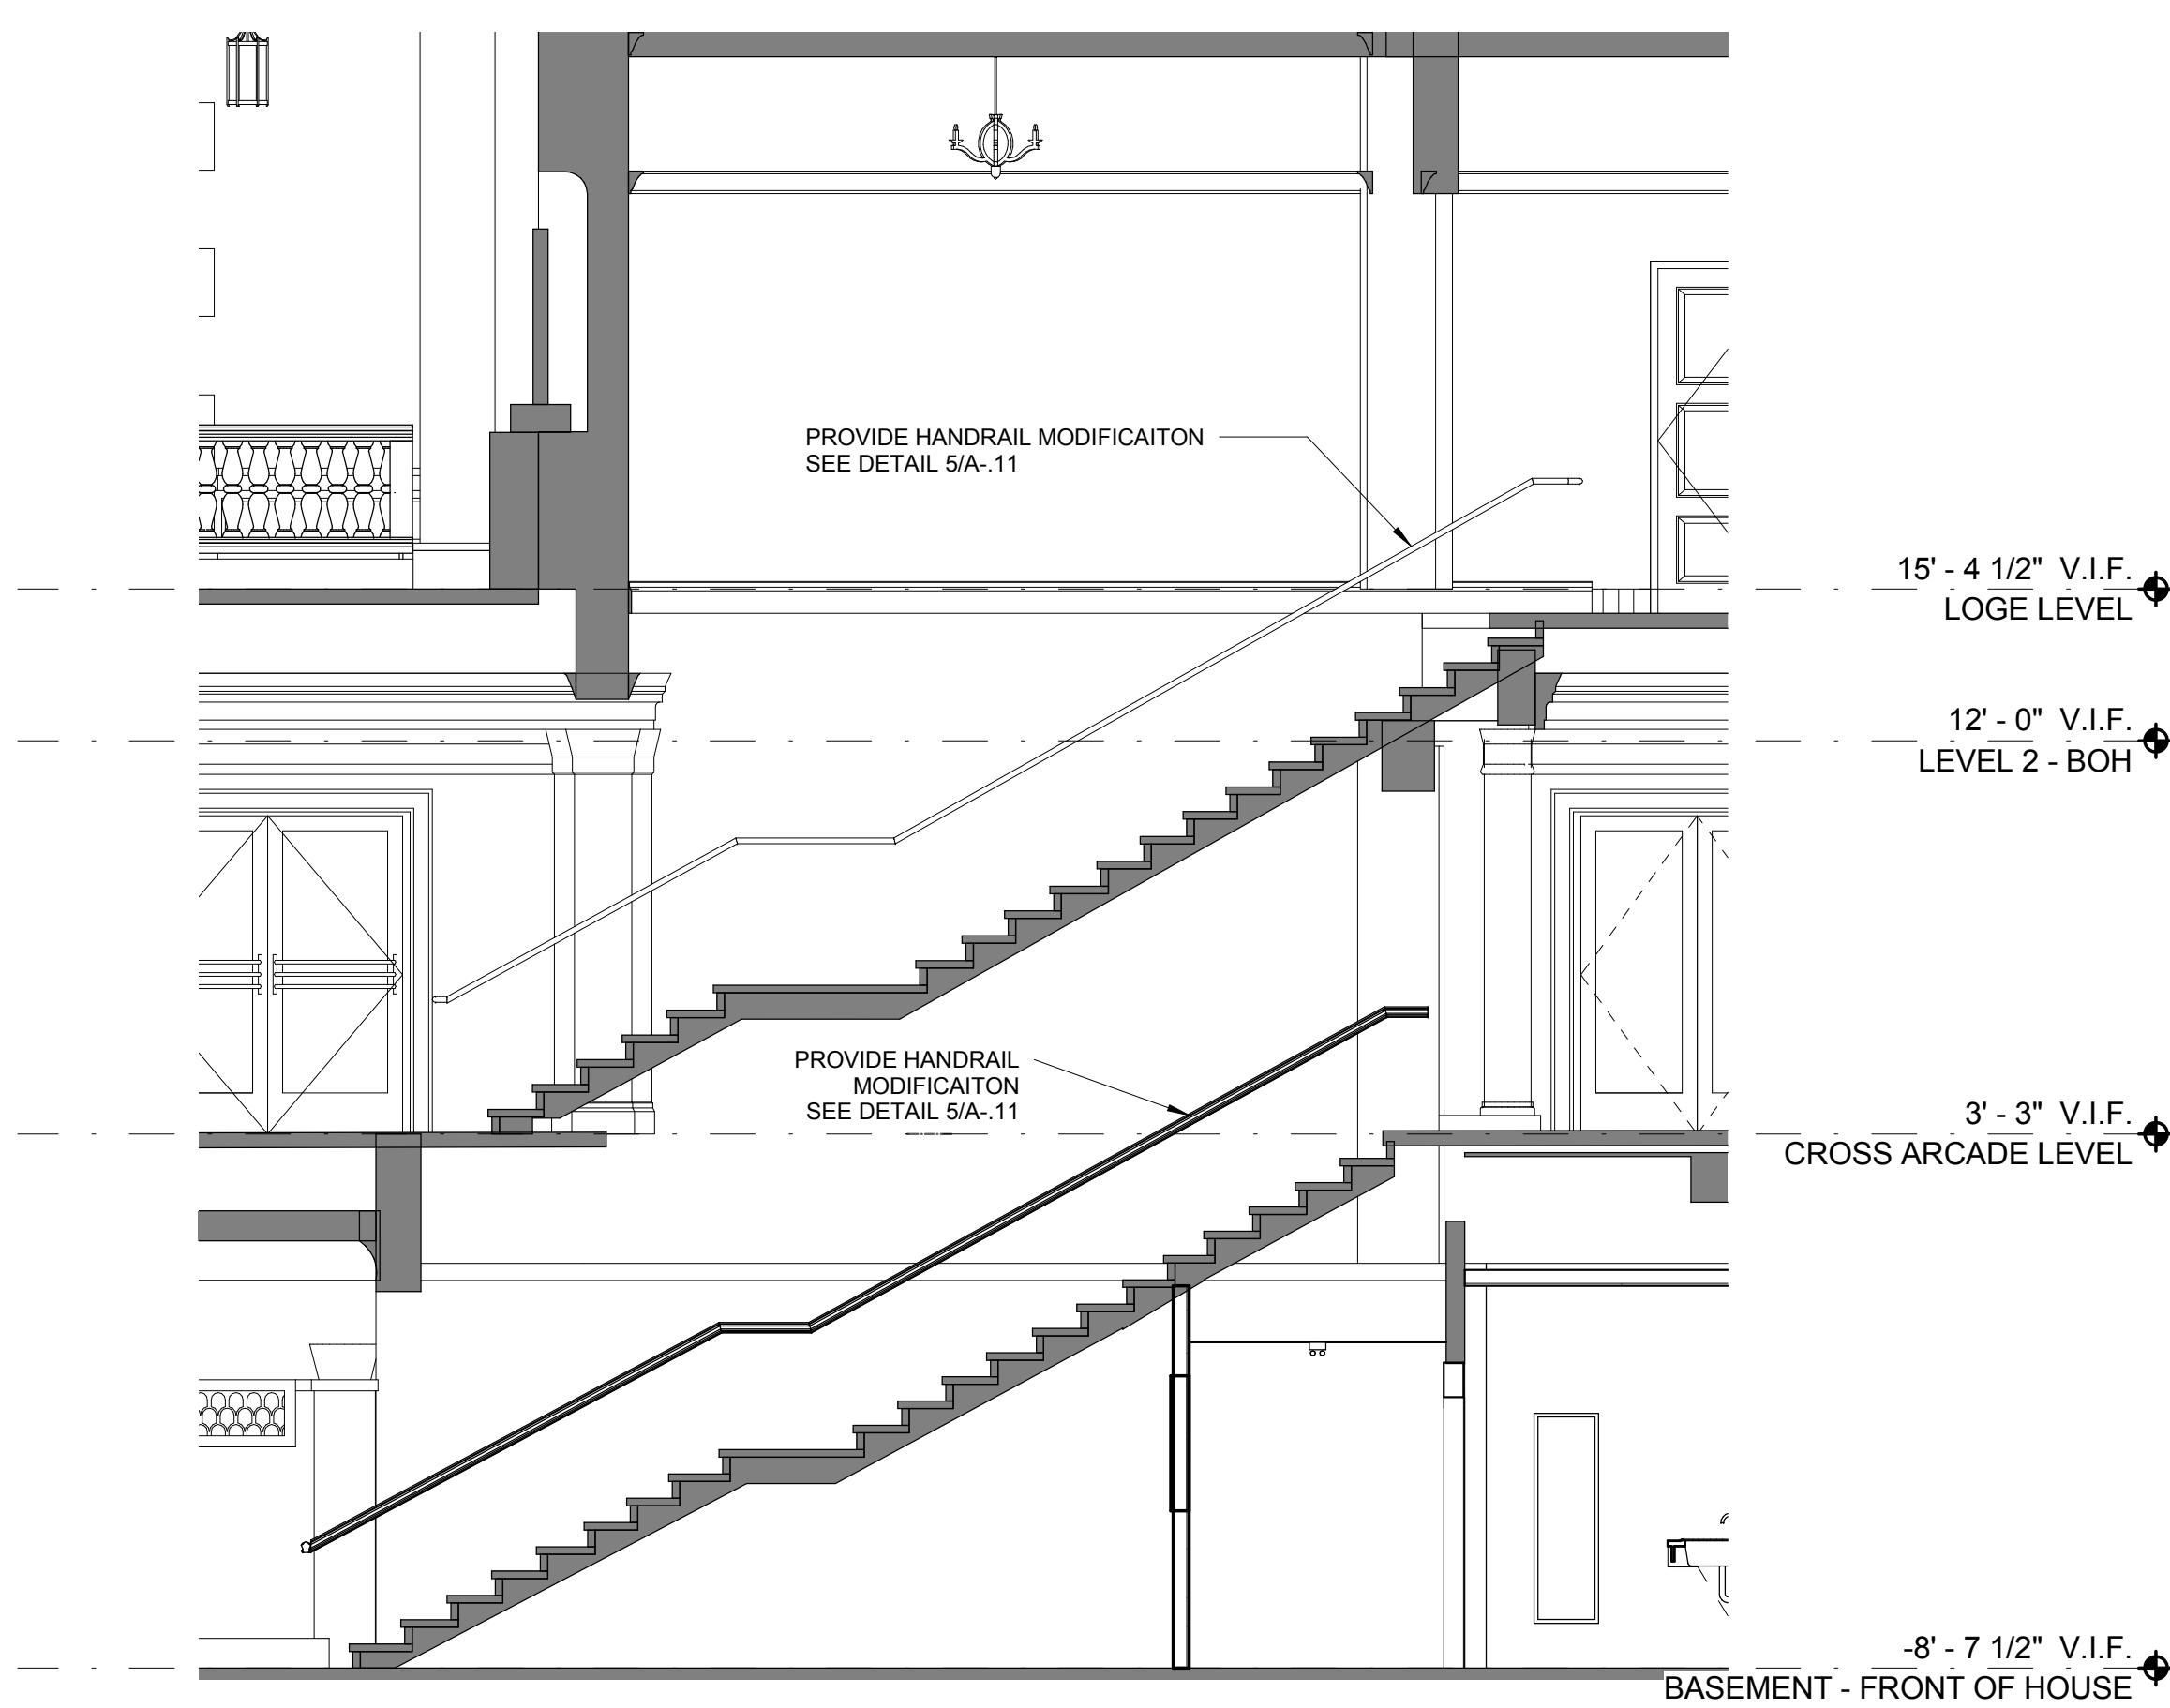 PROVIDE HANDRAIL MODIFICAITON
SEE DETAIL 5/A-.11
15' - 4 1/2" V.I.F.
LOGE LEVEL
12' - 0" V.I.F.
LEVEL 2 - BOH
PROVIDE HANDRAIL
MODIFICAITON
SEE DETAIL 5/A-.11
3' - 3" V.I.F.
CROSS ARCADE LEVEL
-8' - 7 1/2" V.I.F.
BASEMENT - FRONT OF HOUSE